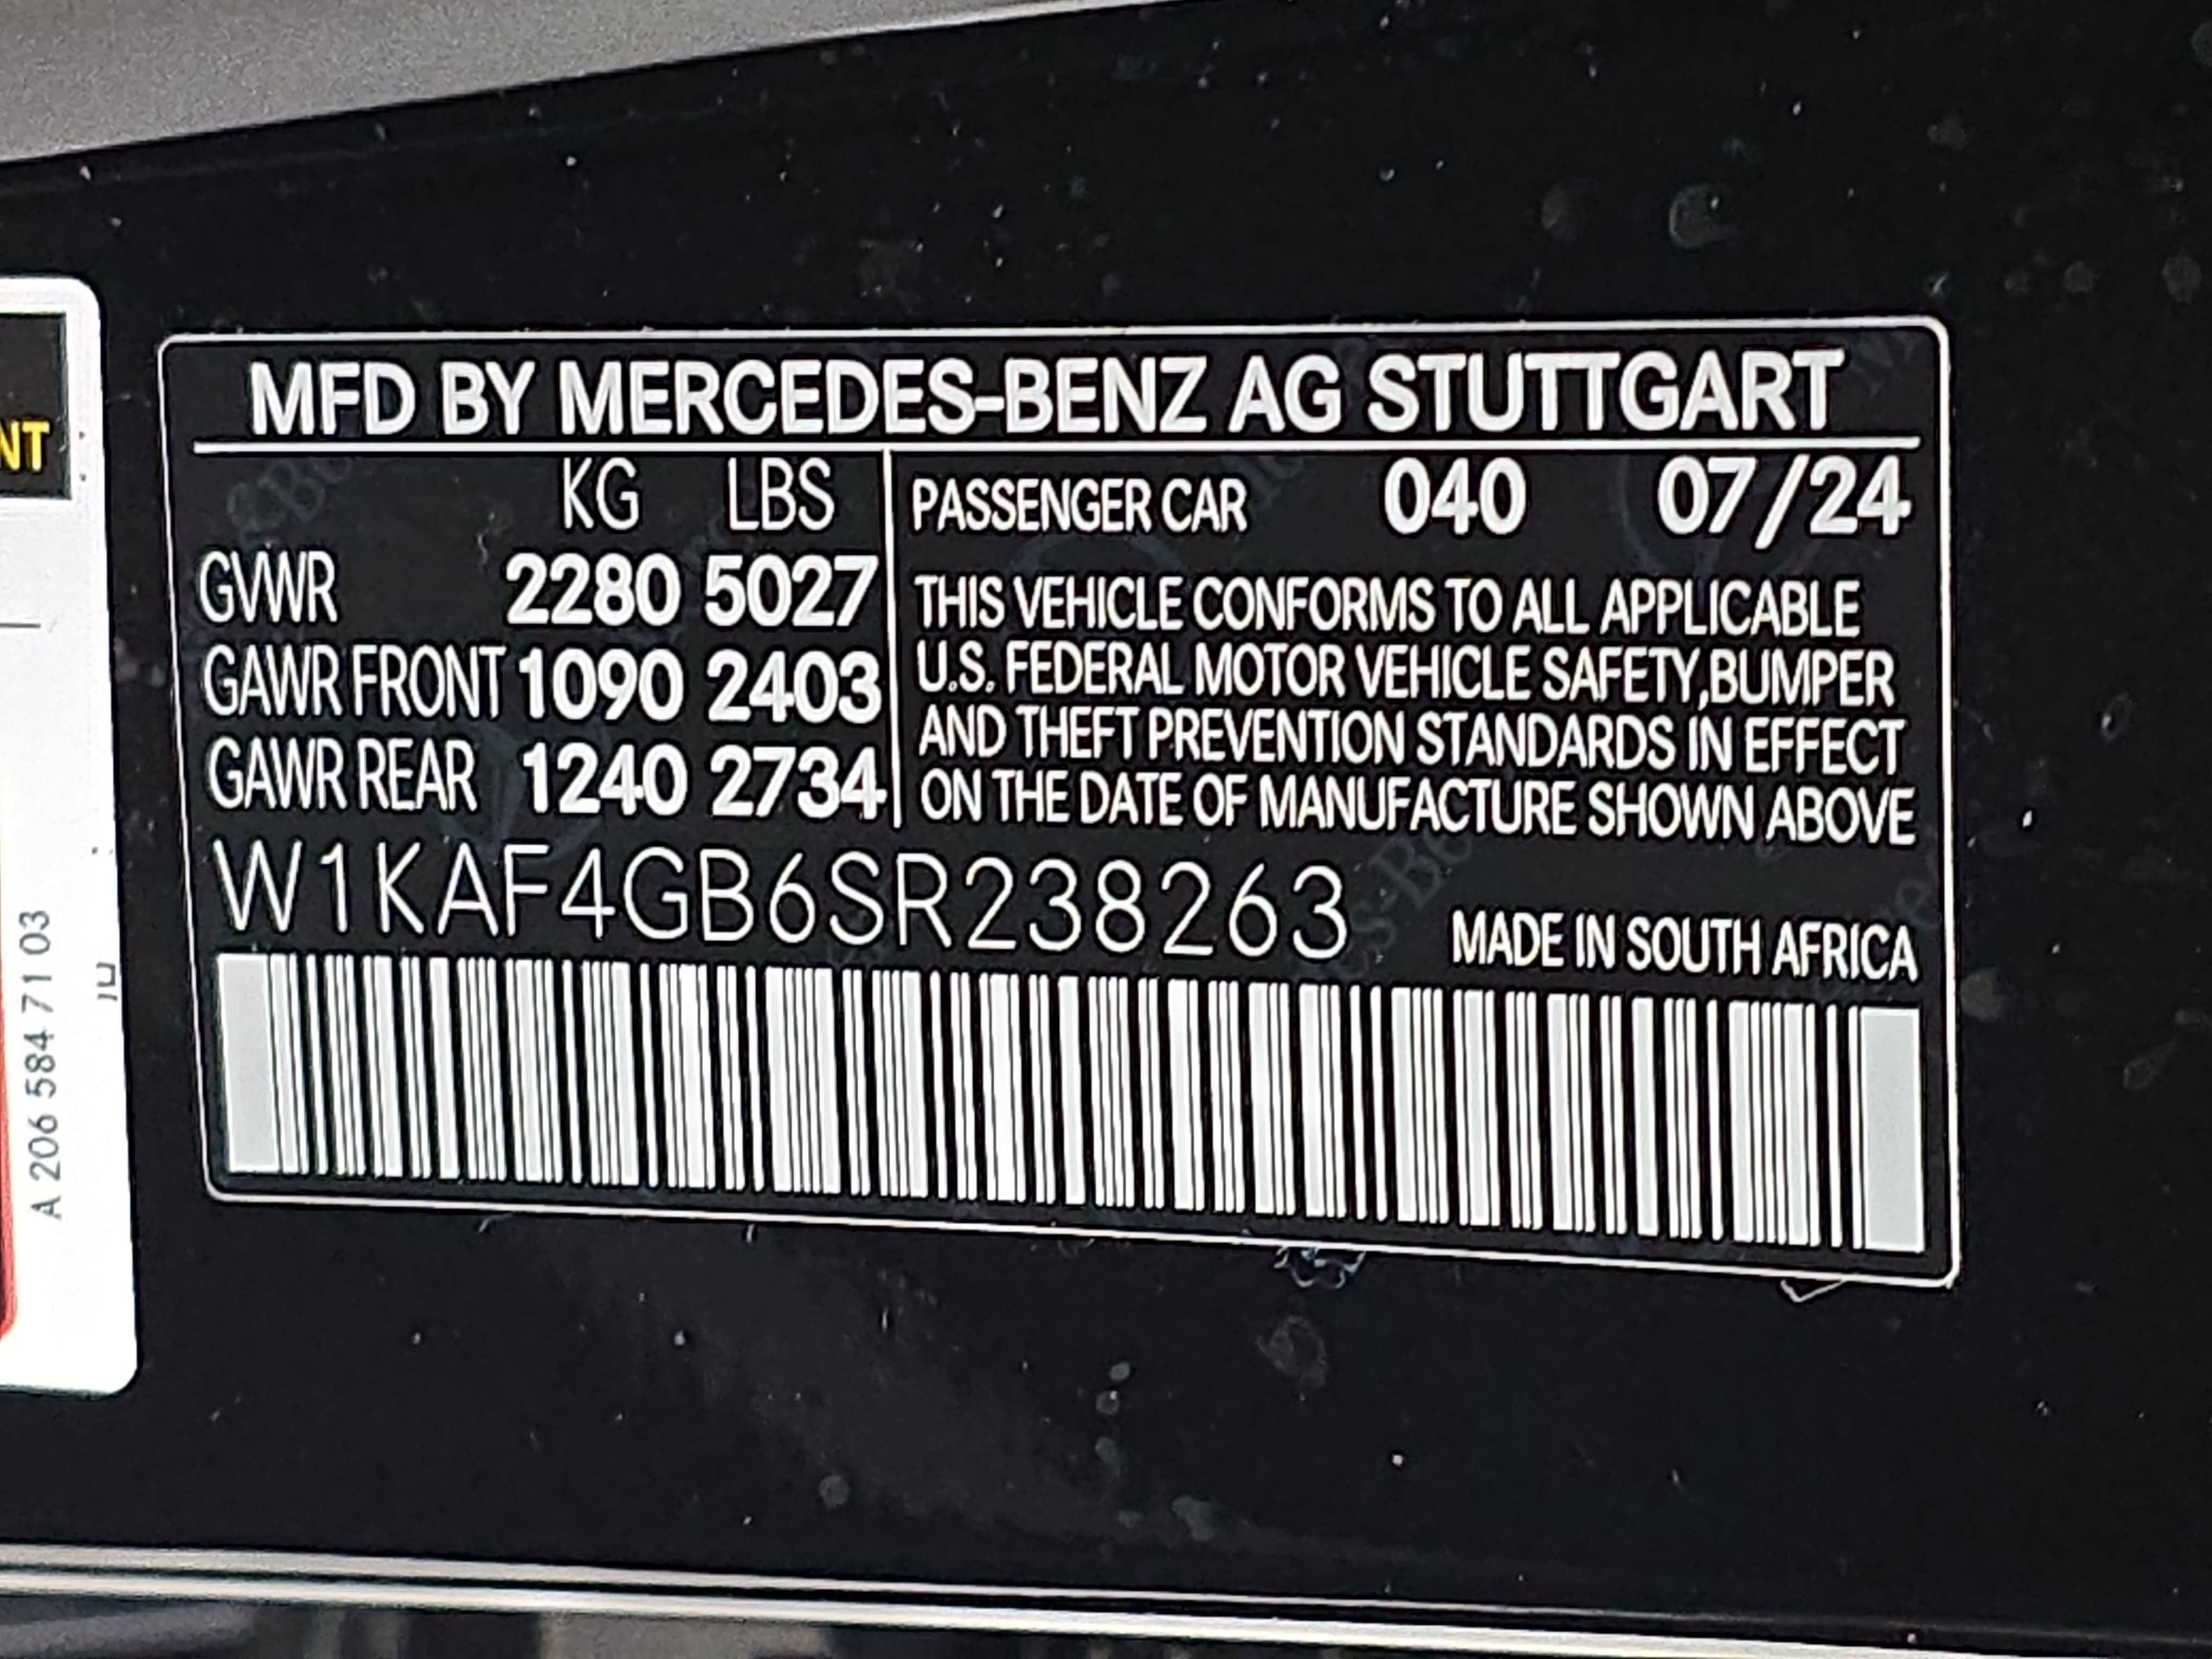 MFD BY MERCEDES-BENZ AG STUTTGART
KG LBS
GVWR 2280 5027
GAWR FRONT 1090 2403
GAWR REAR 1240 2734
PASSENGER CAR 040 07/24
THIS VEHICLE CONFORMS TO ALL APPLICABLE
U.S. FEDERAL MOTOR VEHICLE SAFETY,BUMPER
AND THEFT PREVENTION STANDARDS IN EFFECT
ON THE DATE OF MANUFACTURE SHOWN ABOVE
W1KAF4GB6SR238263
MADE IN SOUTH AFRICA
NT
A 206 584 71 03